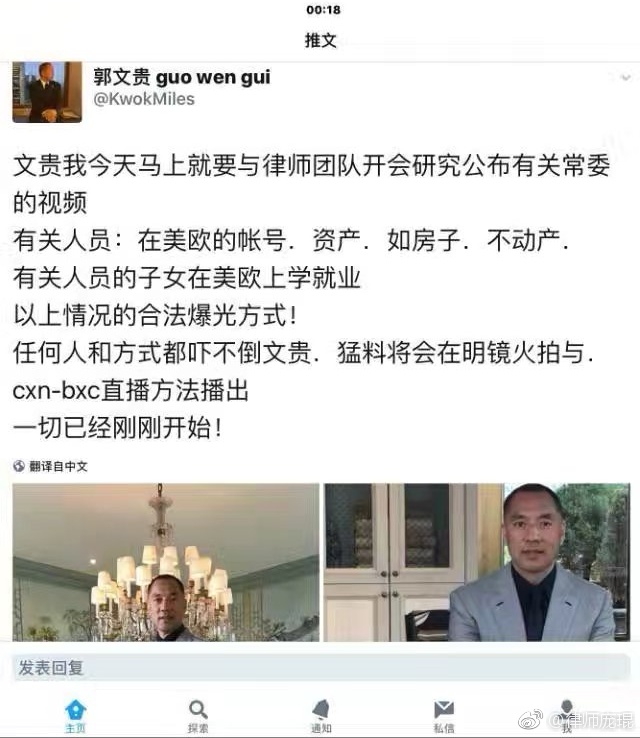 00:18
推文
郭文贵 guo wen gui
@KwokMiles
文贵我今天马上就要与律师团队开会研究公布有关常委
的视频
有关人员：在美欧的帐号．资产．如房子．不动产．
有关人员的子女在美欧上学就业
以上情况的合法爆光方式！
任何人和方式都吓不倒文贵．猛料将会在明镜火拍与．
cxn-bxc直播方法播出
一切已经刚刚开始！
翻译自中文
发表回复
主页 探索 通知 私信 我
@律师庞琨